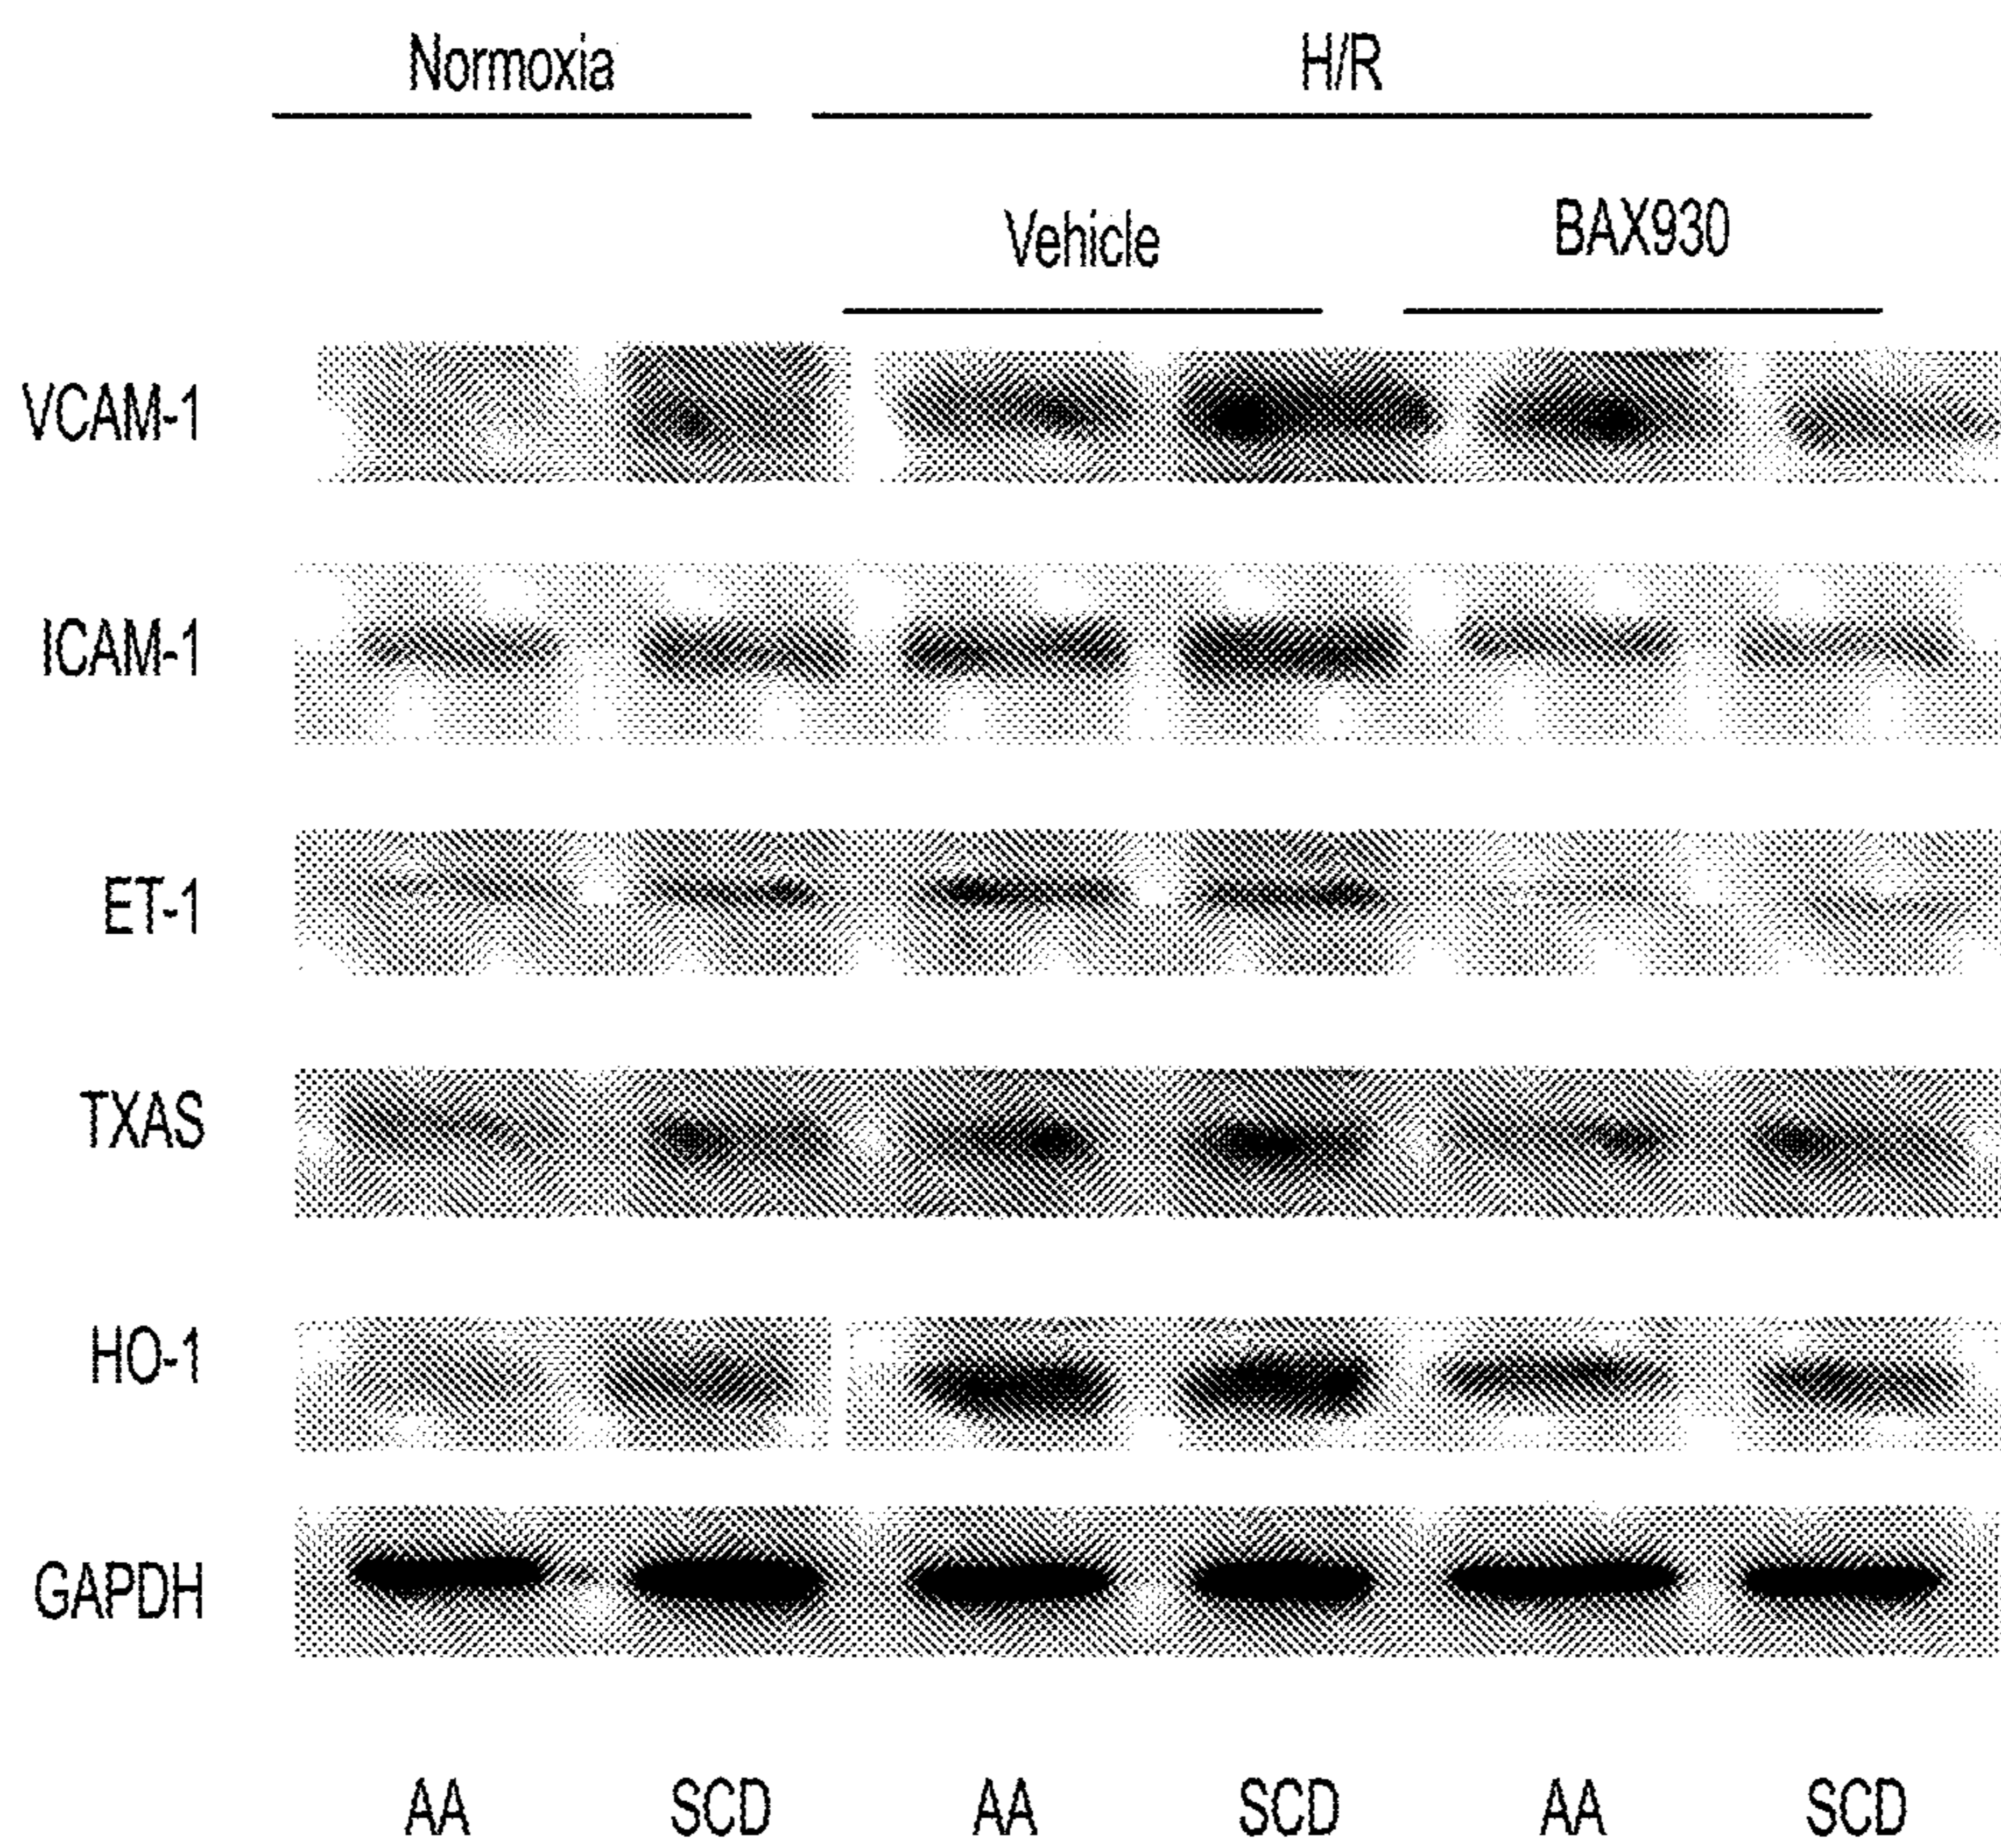 Normoxia H/R
Vehicle BAX930
VCAM-1
ICAM-1
ET-1
TXAS
HO-1
GAPDH
AA SCD AA SCD AA SCD